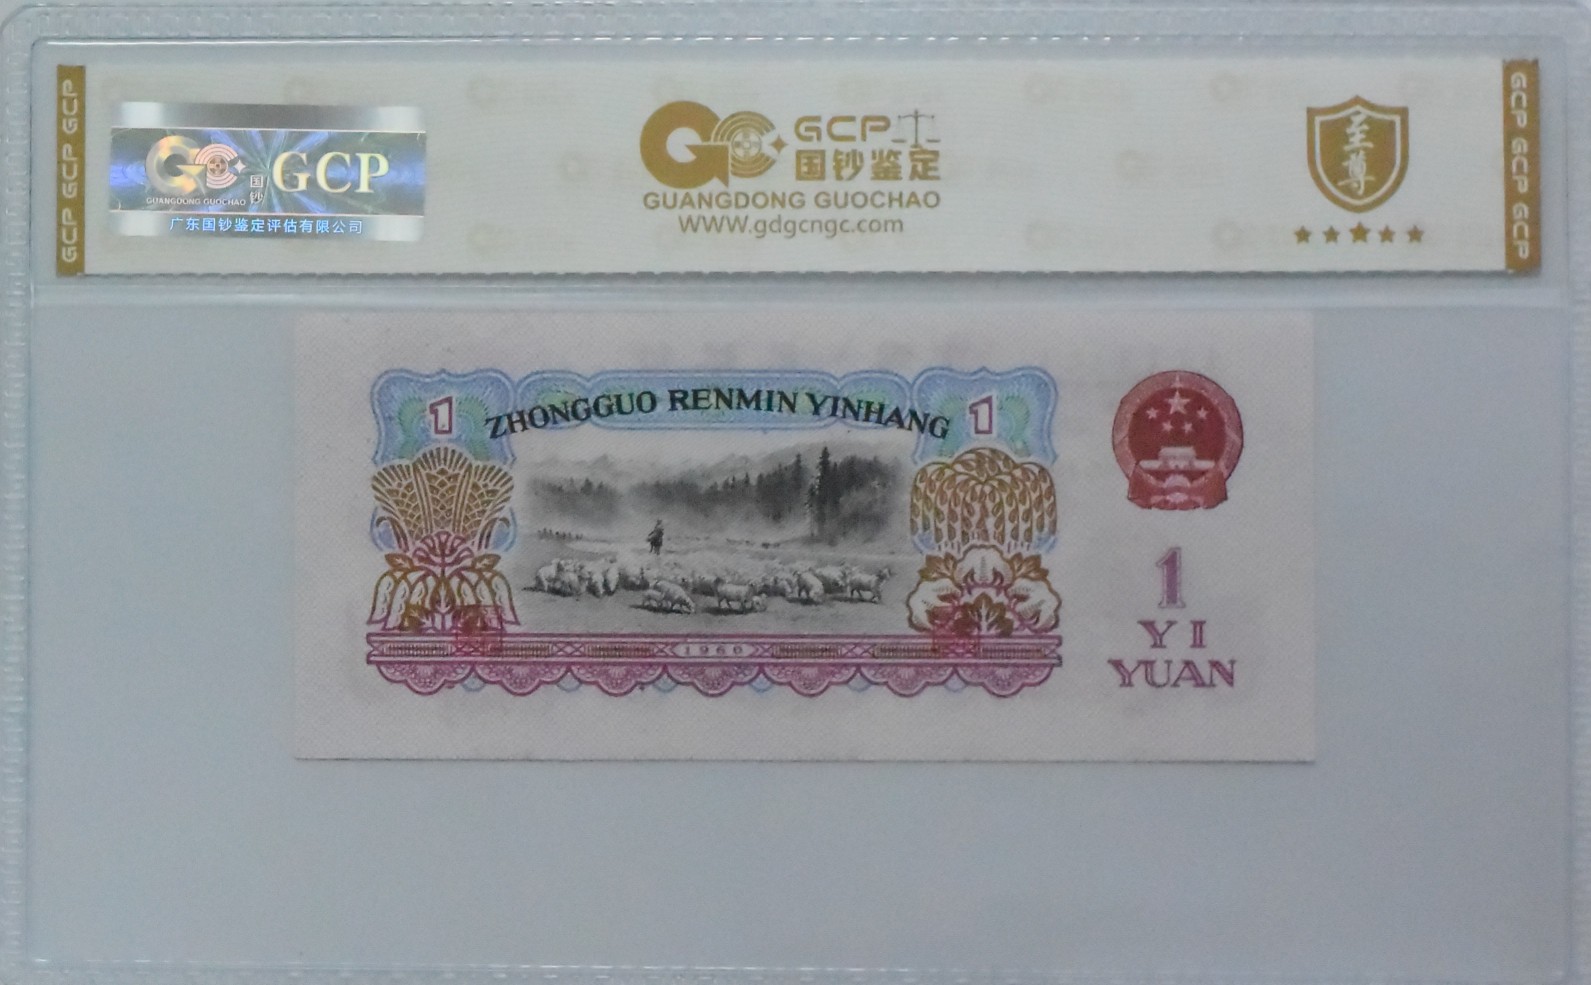 GCP GCP GCP
GUANGDONG GUOCHAO
国钞
GCP
广东国钞鉴定评估有限公司
GCP
国钞鉴定
GUANGDONG GUOCHAO
WWW.gdgcngc.com
至尊
GCP GCP GCP
1
ZHONGGUO RENMIN YINHANG
1
1960
1
YI
YUAN